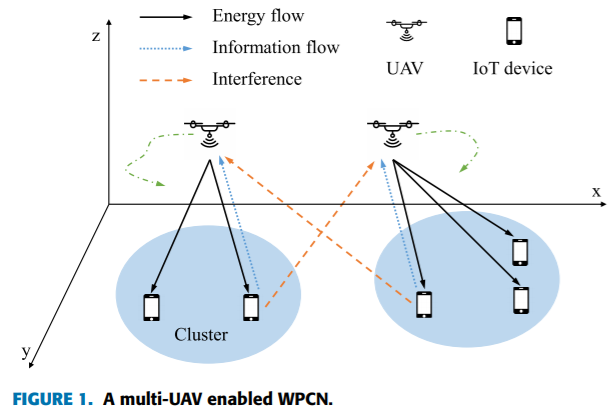 z
Energy flow
Information flow
Interference
UAV
IoT device
x
Cluster
y
FIGURE 1. A multi-UAV enabled WPCN.